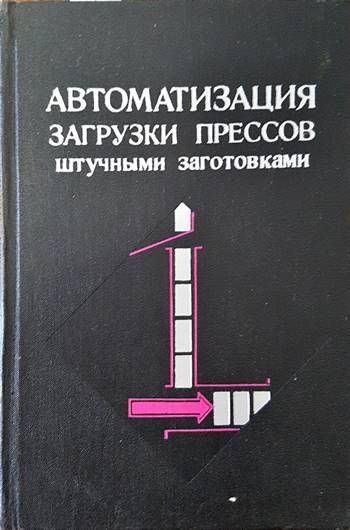 АВТОМАТИЗАЦИЯ
ЗАГРУЗКИ ПРЕССОВ
штучными заготовками